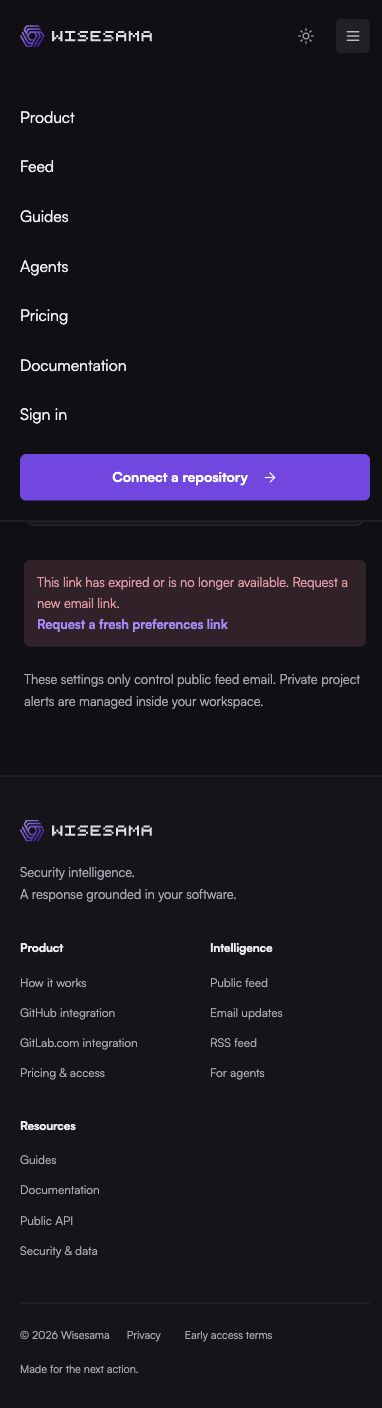 WISESAMA
Product
Feed
Guides
Agents
Pricing
Documentation
Sign in
Connect a repository →
This link has expired or is no longer available. Request a
new email link.
Request a fresh preferences link
These settings only control public feed email. Private project
alerts are managed inside your workspace.
WISESAMA
Security intelligence.
A response grounded in your software.
Product
How it works
GitHub integration
GitLab.com integration
Pricing & access
Intelligence
Public feed
Email updates
RSS feed
For agents
Resources
Guides
Documentation
Public API
Security & data
© 2026 Wisesama Privacy Early access terms
Made for the next action.